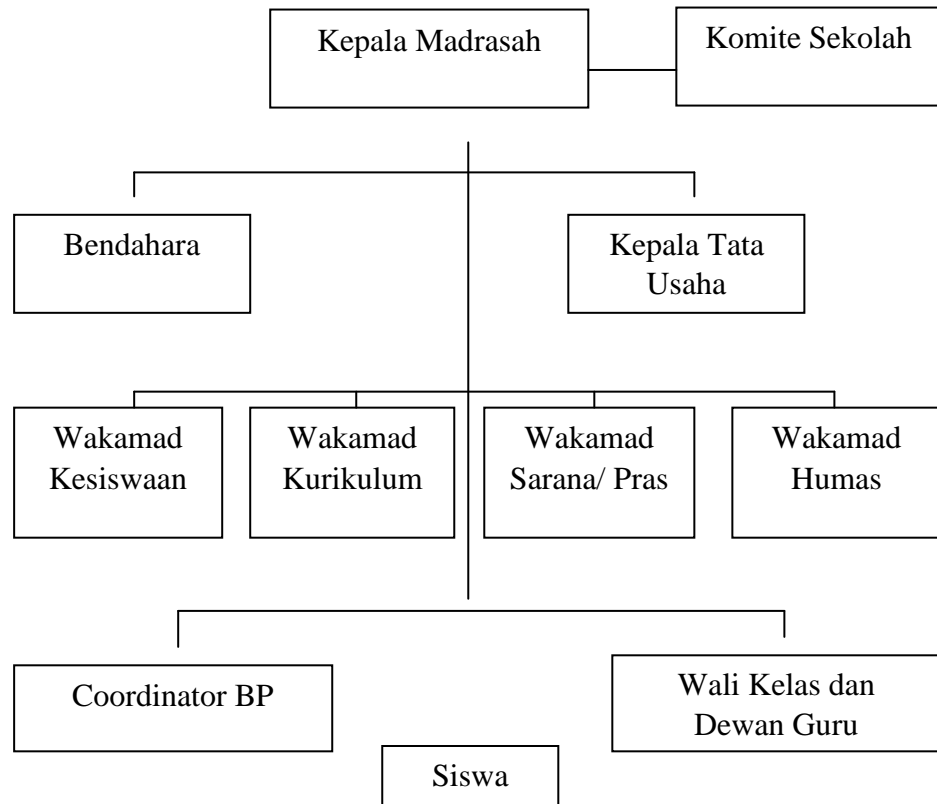 Kepala Madrasah
Komite Sekolah
Bendahara
Kepala Tata
Usaha
Wakamad
Kesiswaan
Wakamad
Kurikulum
Wakamad
Sarana/ Pras
Wakamad
Humas
Coordinator BP
Wali Kelas dan
Dewan Guru
Siswa